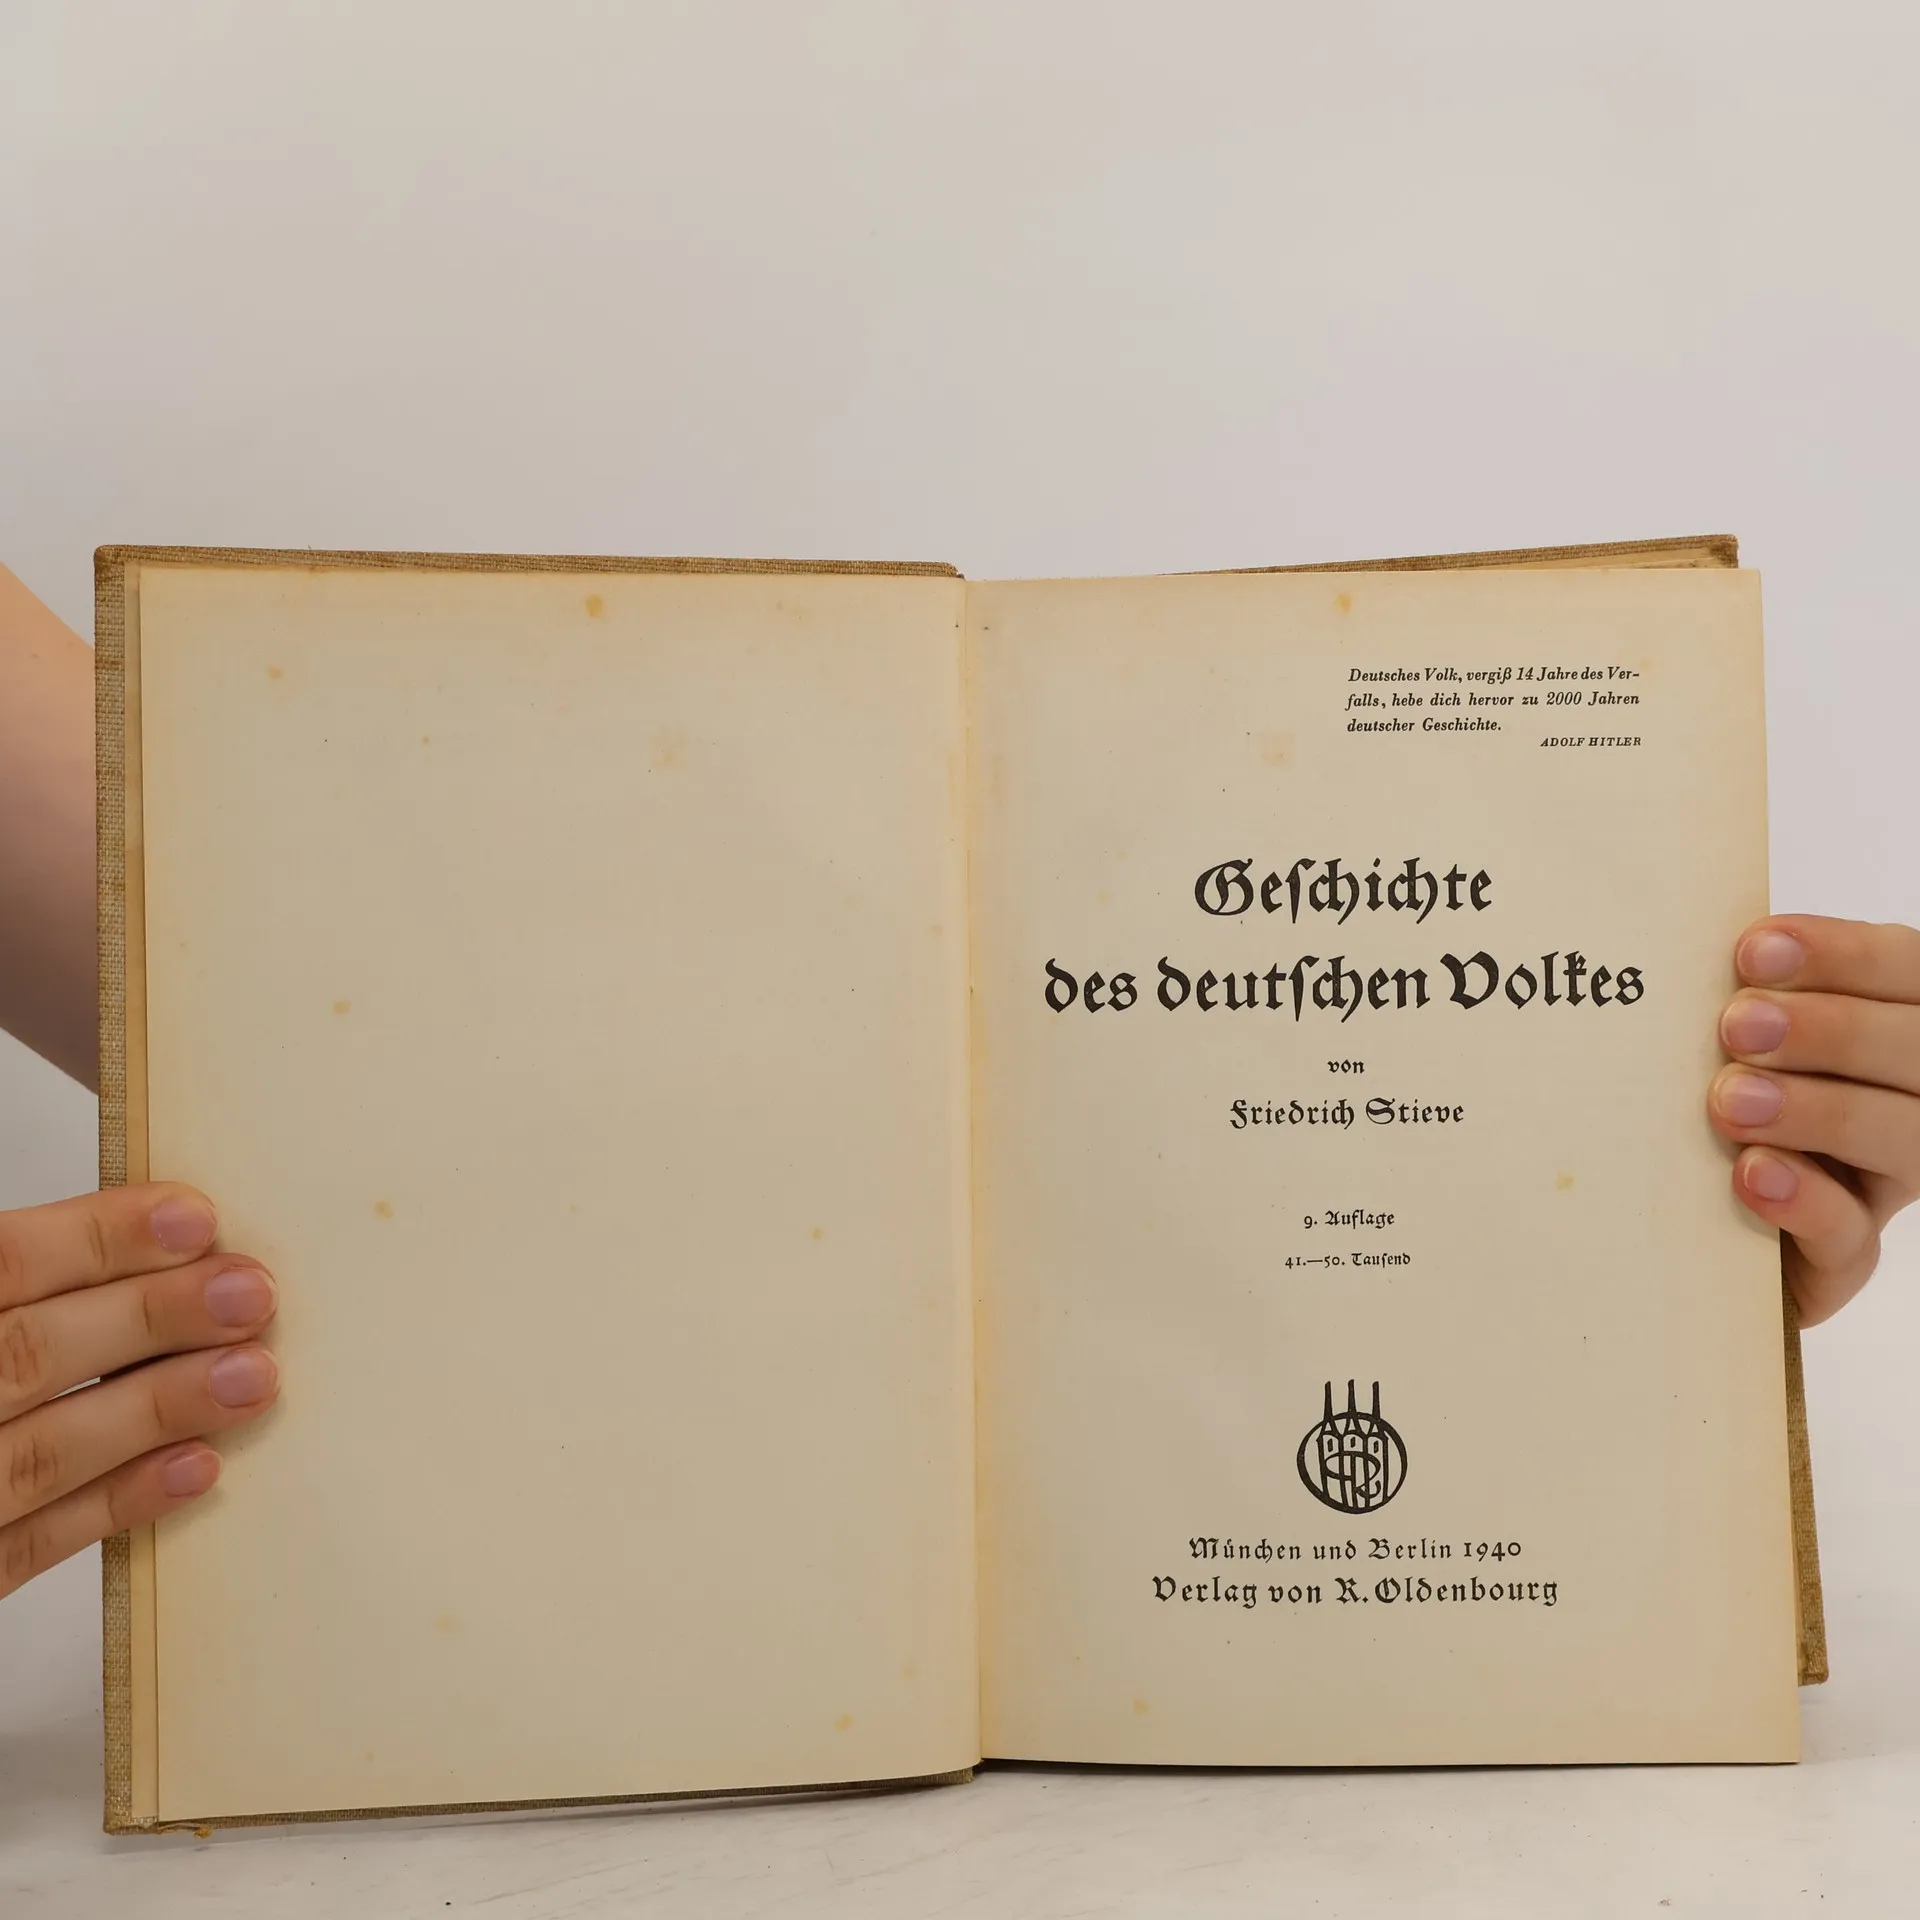 Deutsches Volk, vergiß 14 Jahre des Ver-
falls, hebe dich hervor zu 2000 Jahren
deutscher Geschichte.
ADOLF HITLER
Geſchichte
des deutſchen Volkes
von
Friedrich Stieve
9. Auflage
41.—50. Tauſend
München und Berlin 1940
Verlag von R. Oldenbourg